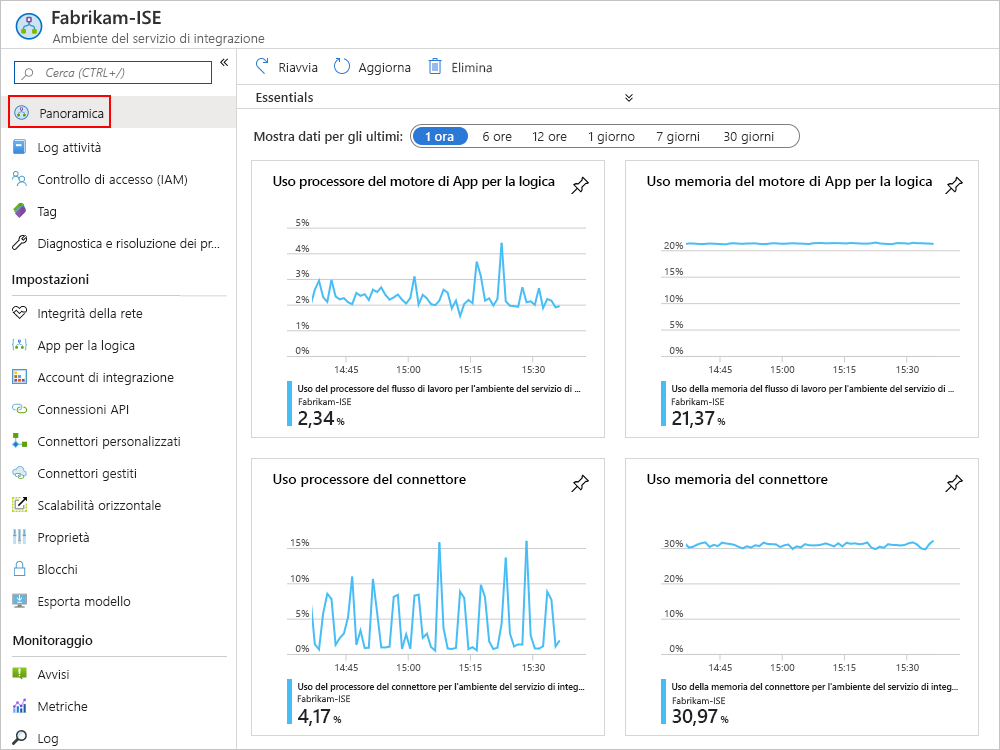 Fabrikam-ISE
Ambiente del servizio di integrazione
Cerca (CTRL+/)
«
Panoramica
Log attività
Controllo di accesso (IAM)
Tag
Diagnostica e risoluzione dei pr...
Impostazioni
Integrità della rete
App per la logica
Account di integrazione
Connessioni API
Connettori personalizzati
Connettori gestiti
Scalabilità orizzontale
Proprietà
Blocchi
Esporta modello
Monitoraggio
Avvisi
Metriche
Log
Riavvia Aggiorna Elimina
Essentials
Mostra dati per gli ultimi: 1 ora 6 ore 12 ore 1 giorno 7 giorni 30 giorni
Uso processore del motore di App per la logica
5%
4%
3%
2%
1%
0%
14:45 15:00 15:15 15:30
Uso del processore del flusso di lavoro per l'ambiente del servizio di ...
Fabrikam-ISE
2,34 %
Uso memoria del motore di App per la logica
20%
15%
10%
5%
0%
14:45 15:00 15:15 15:30
Uso della memoria del flusso di lavoro per l'ambiente del servizio di ...
Fabrikam-ISE
21,37 %
Uso processore del connettore
15%
10%
5%
0%
14:45 15:00 15:15 15:30
Uso del processore del connettore per l'ambiente del servizio di integ...
Fabrikam-ISE
4,17 %
Uso memoria del connettore
30%
20%
10%
0%
14:45 15:00 15:15 15:30
Uso della memoria del connettore per l'ambiente del servizio di integ...
Fabrikam-ISE
30,97 %